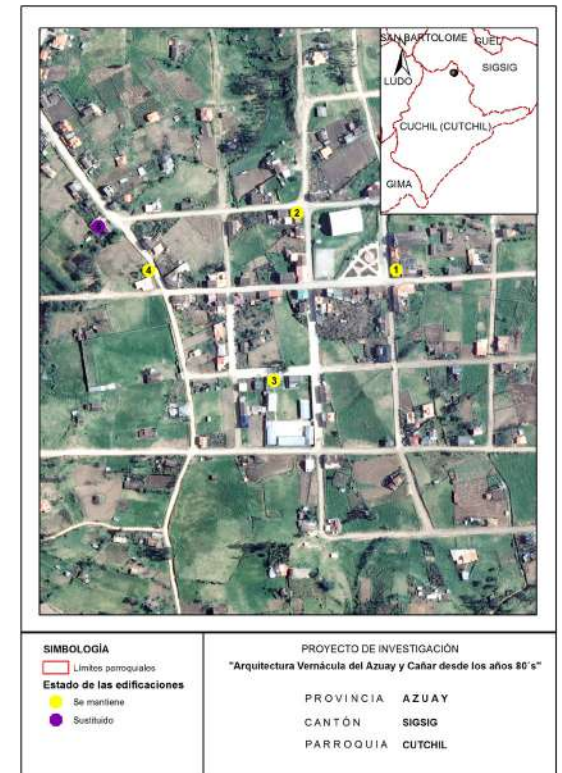 SAN BARTOLOME
GUEL
N
SIGSIG
LUDO
CUCHIL (CUTCHIL)
GIMA
2
4
1
3
SIMBOLOGÍA
Límites parroquiales
Estado de las edificaciones
Se mantiene
Sustituido
PROYECTO DE INVESTIGACIÓN
"Arquitectura Vernácula del Azuay y Cañar desde los años 80´s"
PROVINCIA AZUAY
CANTÓN SIGSIG
PARROQUIA CUTCHIL